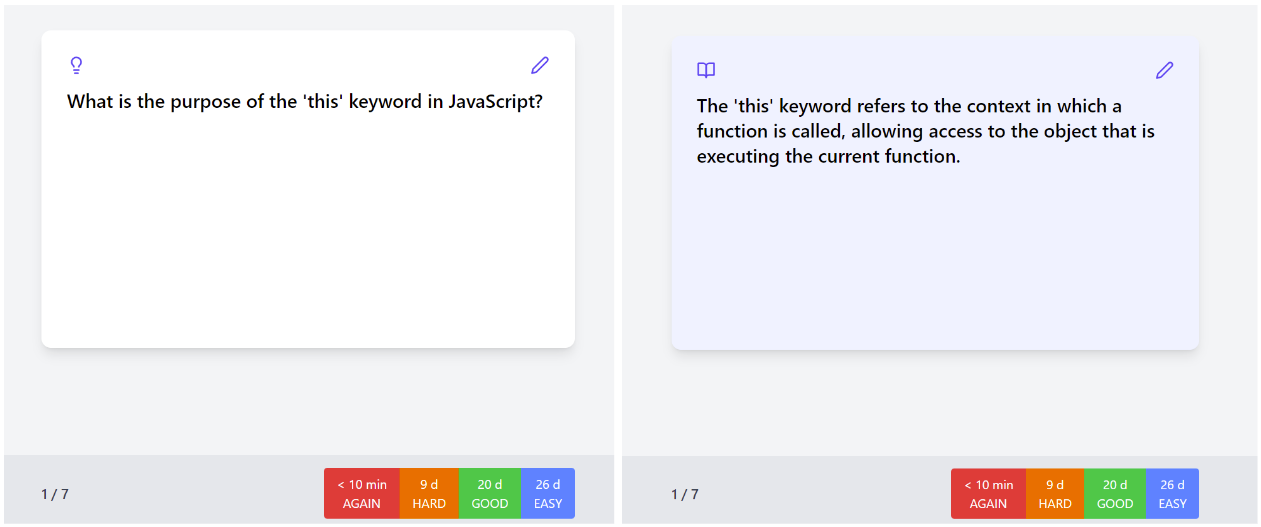 What is the purpose of the 'this' keyword in JavaScript?
1 / 7
< 10 min
AGAIN
9 d
HARD
20 d
GOOD
26 d
EASY
The 'this' keyword refers to the context in which a
function is called, allowing access to the object that is
executing the current function.
1 / 7
< 10 min
AGAIN
9 d
HARD
20 d
GOOD
26 d
EASY